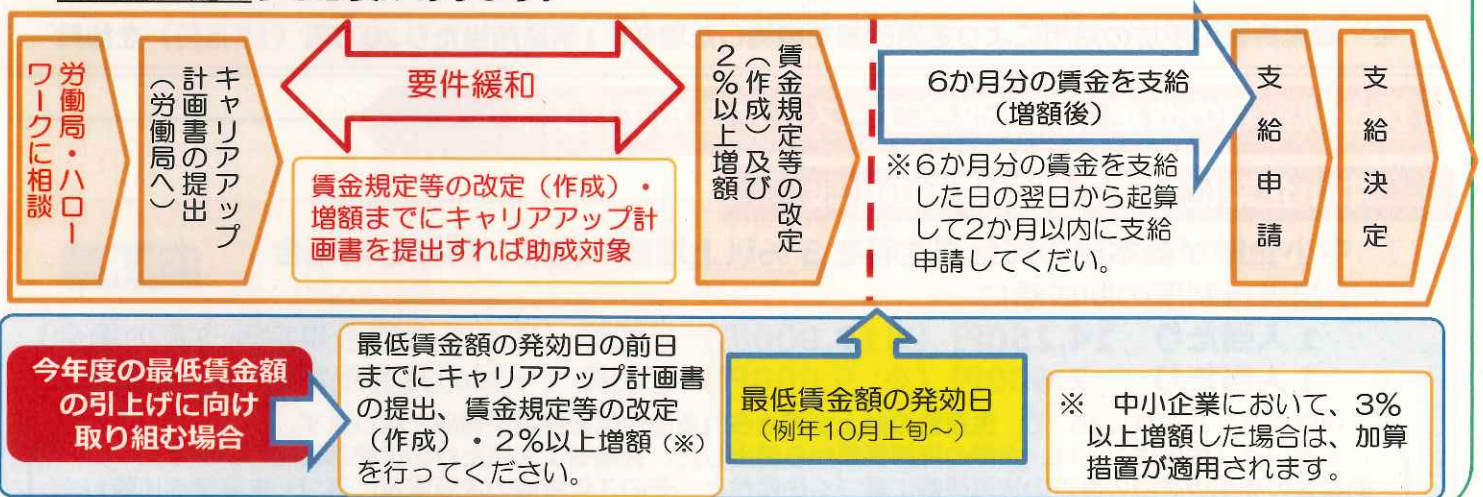 労働局・ハロー
ワークに相談
キャリアアップ
計画書の提出
（労働局へ）
要件緩和
賃金規定等の改定（作成）・
増額までにキャリアアップ計
画書を提出すれば助成対象
賃金規定等の改定
（作成）及び
２％以上増額
6か月分の賃金を支給
（増額後）
※６か月分の賃金を支給
した日の翌日から起算
して2か月以内に支給
申請してくだい。
支給申請
支給決定
今年度の最低賃金額
の引上げに向け
取り組む場合
最低賃金額の発効日の前日
までにキャリアアップ計画書
の提出、賃金規定等の改定
（作成）・２％以上増額（※）
を行ってください。
最低賃金額の発効日
（例年10月上旬～）
※　中小企業において、3％
以上増額した場合は、加算
措置が適用されます。